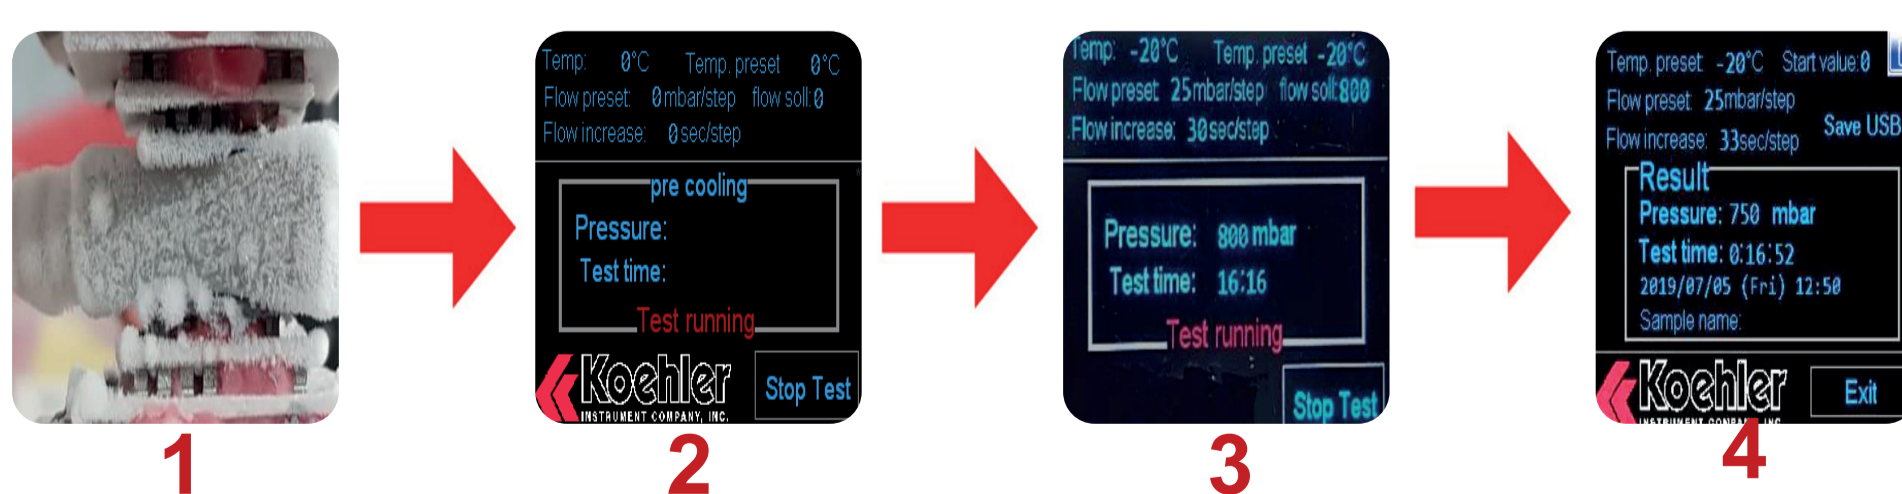 Temp: 0°C Temp. preset 0°C
Flow preset: 0mbar/step flow soll:0
Flow increase: 0sec/step
pre cooling
Pressure:
Test time:
Test running
Koehler
INSTRUMENT COMPANY, INC.
Stop Test
2
Temp: -20°C Temp. preset -20°C
Flow preset: 25mbar/step flow soll:800
Flow increase: 30sec/step
Pressure: 800 mbar
Test time: 16:16
Test running
Stop Test
3
Temp. preset: -20°C Start value:0
Flow preset: 25mbar/step
Save USB
Flow increase: 33sec/step
Result
Pressure: 750 mbar
Test time: 0:16:52
2019/07/05 (Fri) 12:50
Sample name:
Koehler
INSTRUMENT COMPANY, INC.
Exit
4
1